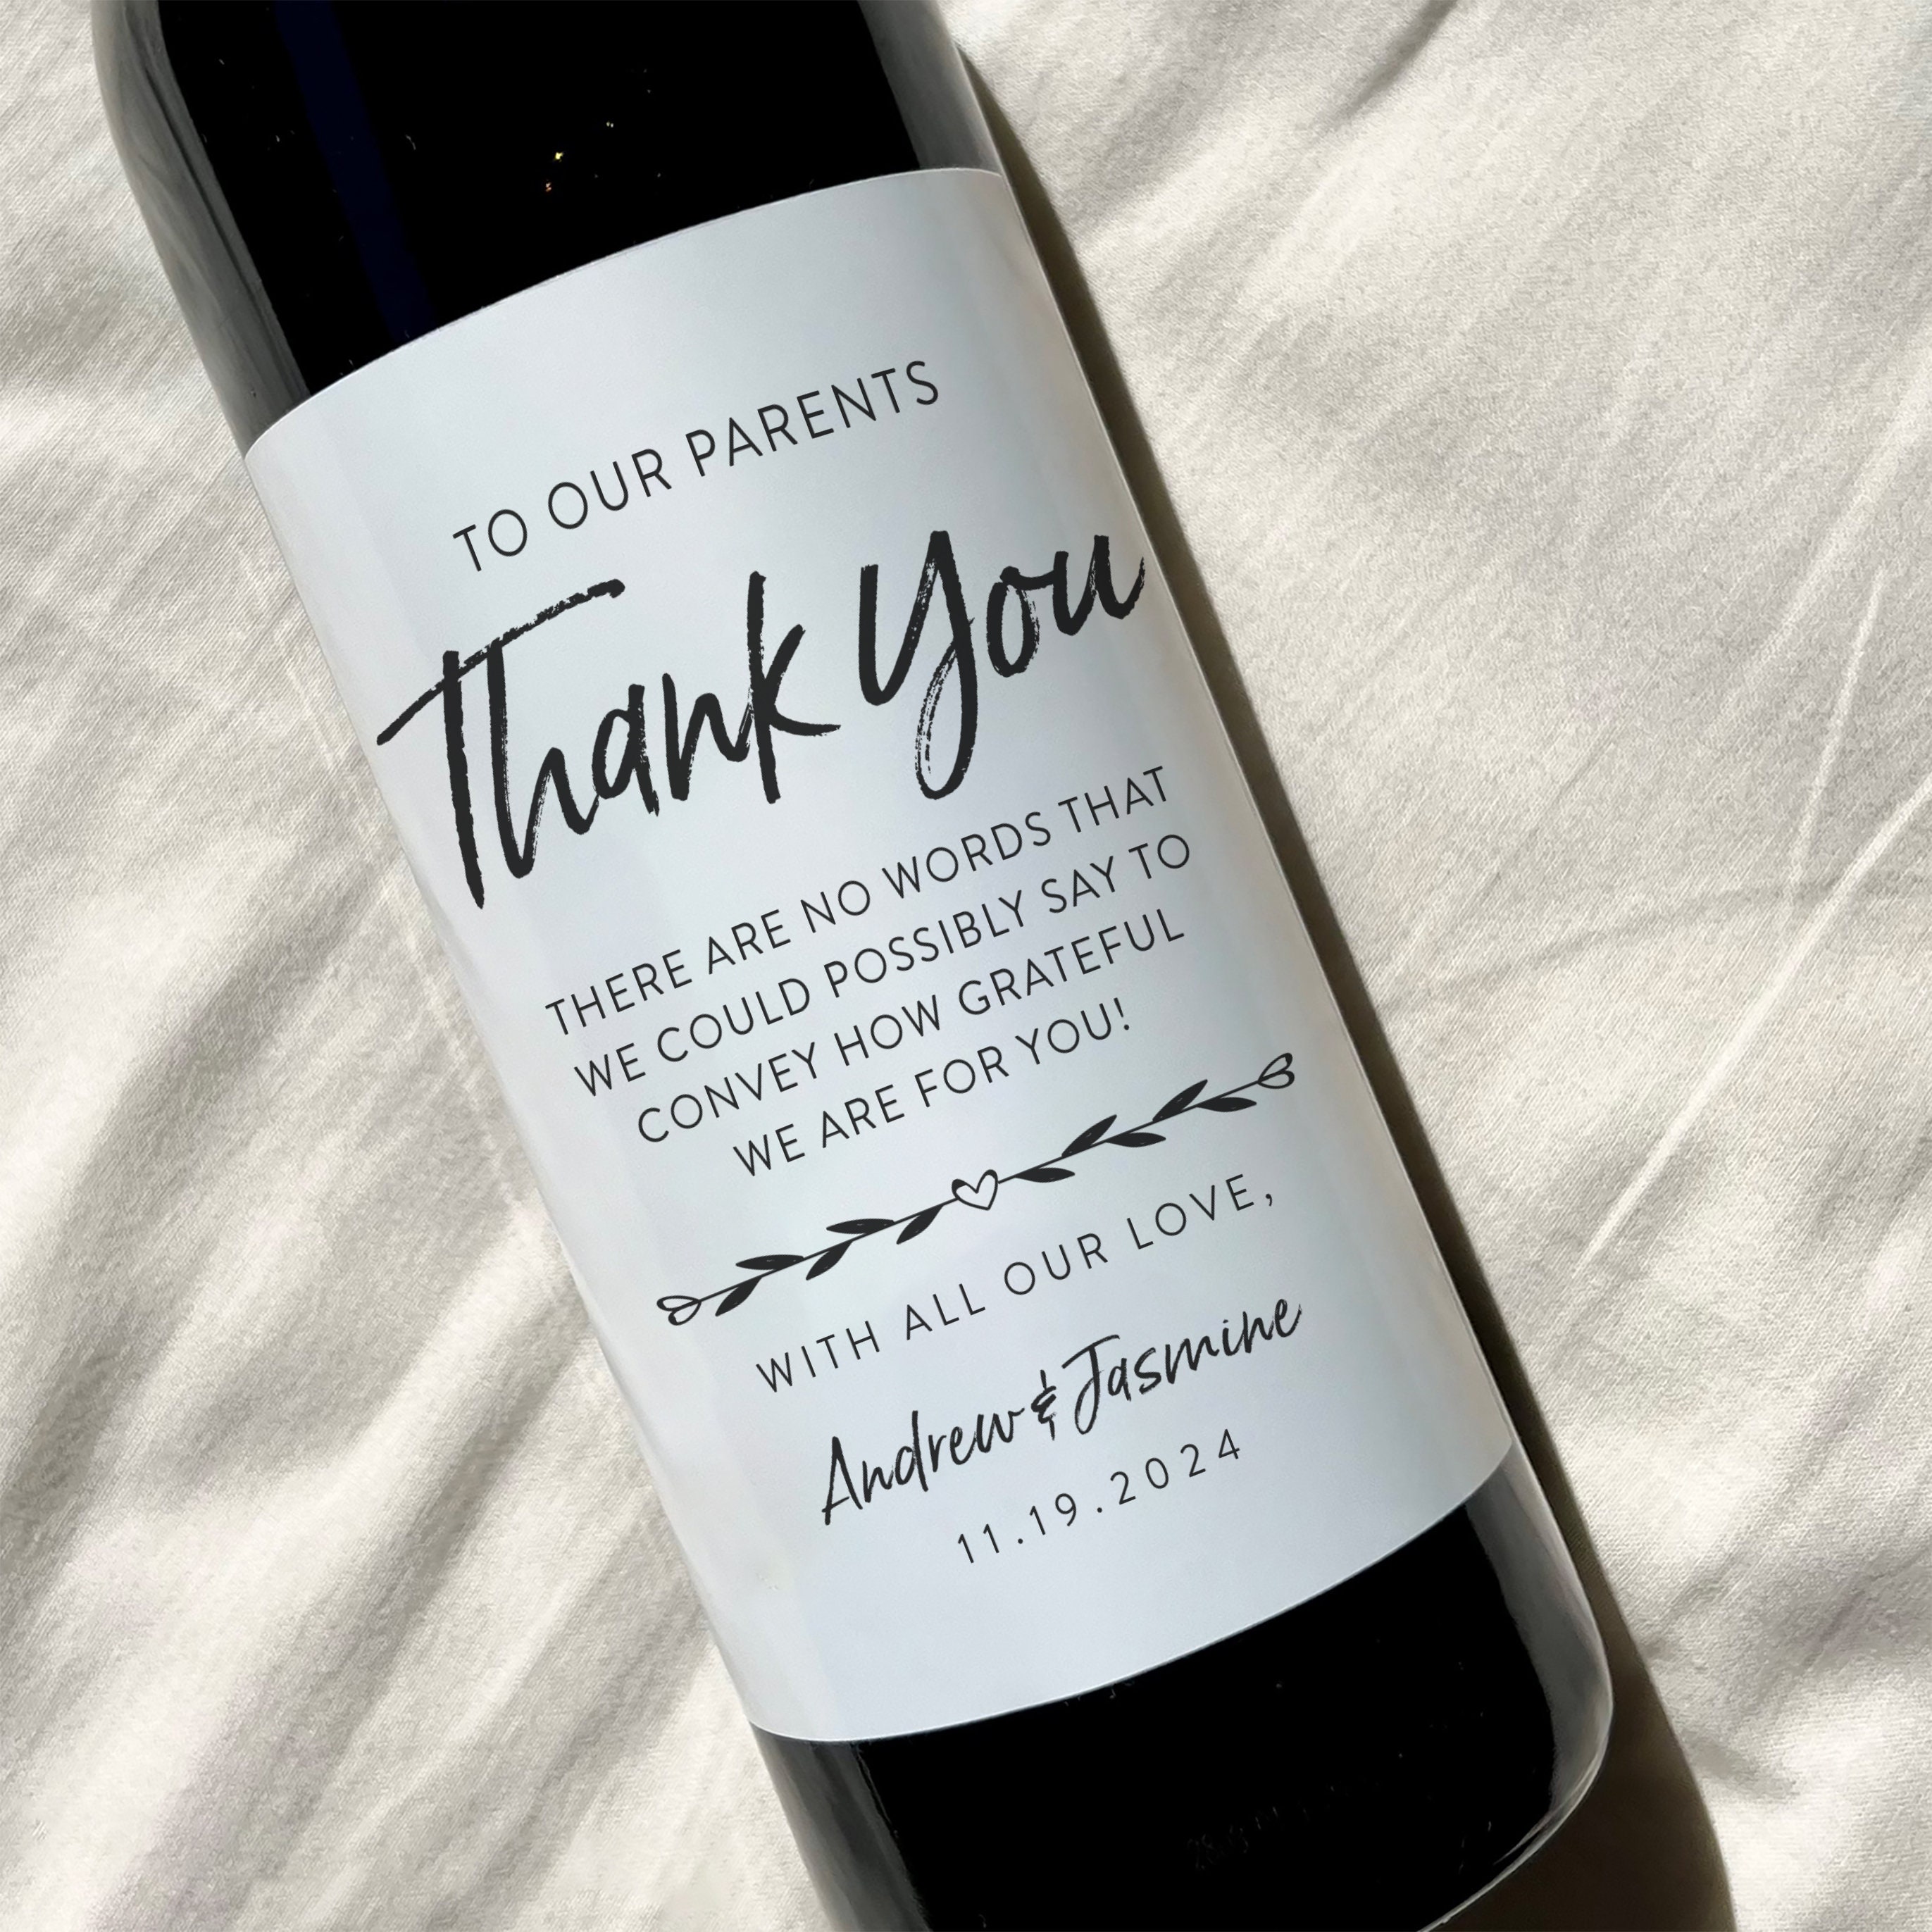 TO OUR PARENTS
Thank You
THERE ARE NO WORDS THAT
WE COULD POSSIBLY SAY TO
CONVEY HOW GRATEFUL
WE ARE FOR YOU!
WITH ALL OUR LOVE,
Andrew & Jasmine
11.19.2024